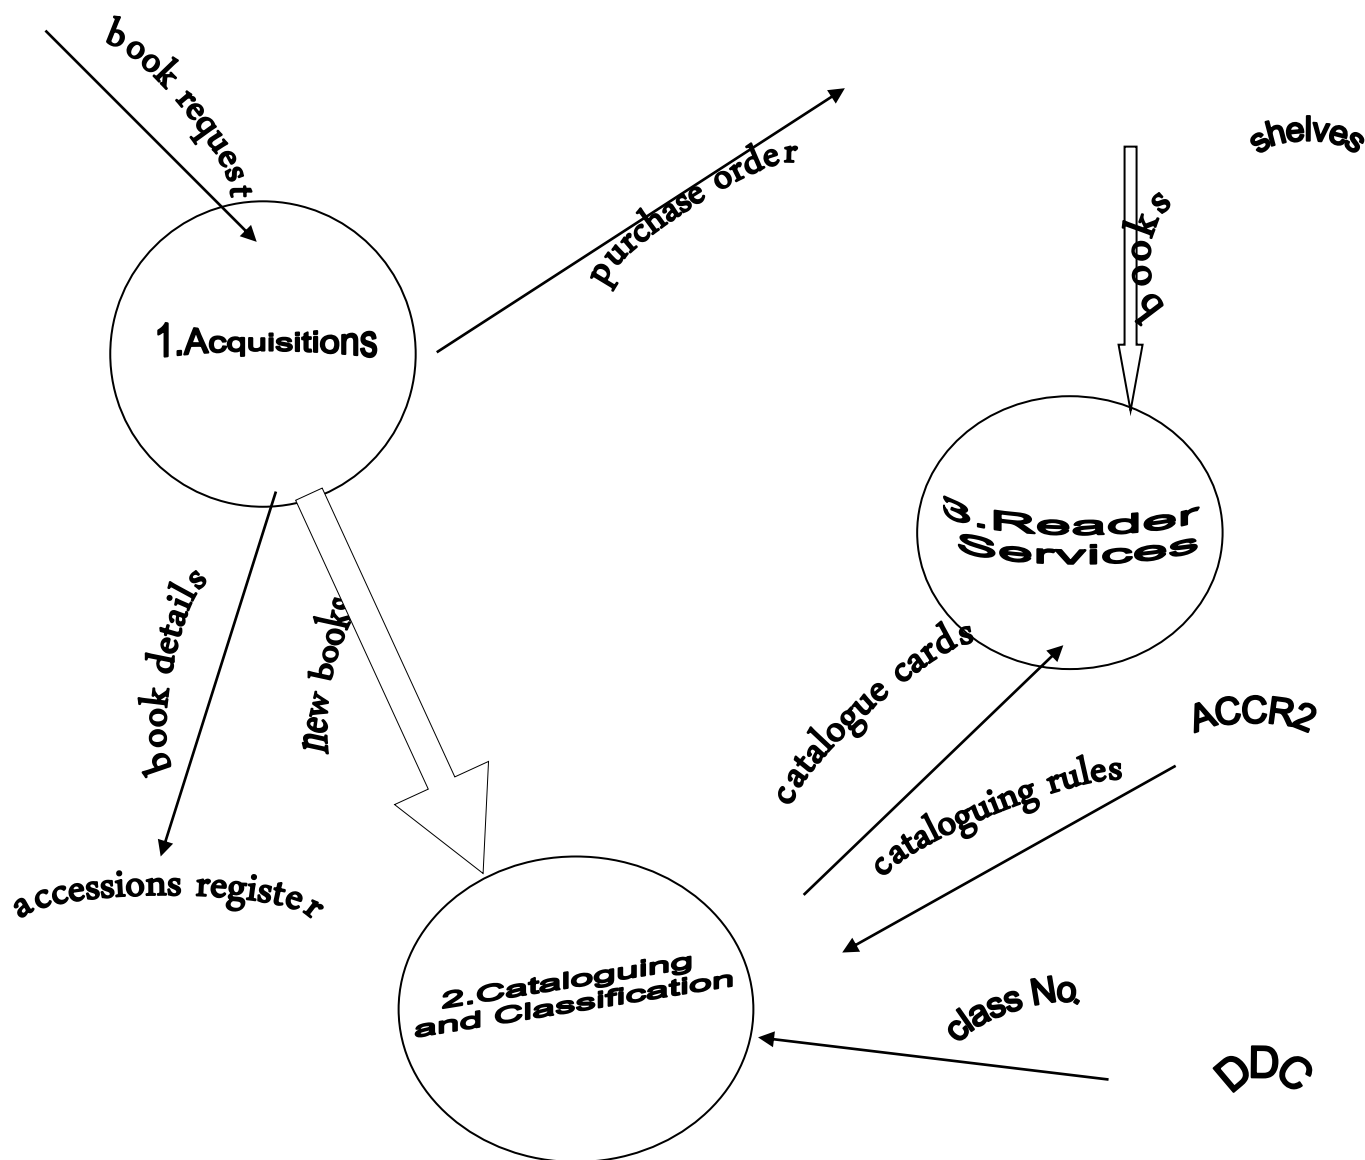 book request
purchase order
shelves
books
1.Acquisitions
3.Reader
Services
book details
new books
catalogue cards
ACCR2
cataloguing rules
accessions register
2.Cataloguing
and Classification
class No.
DDC